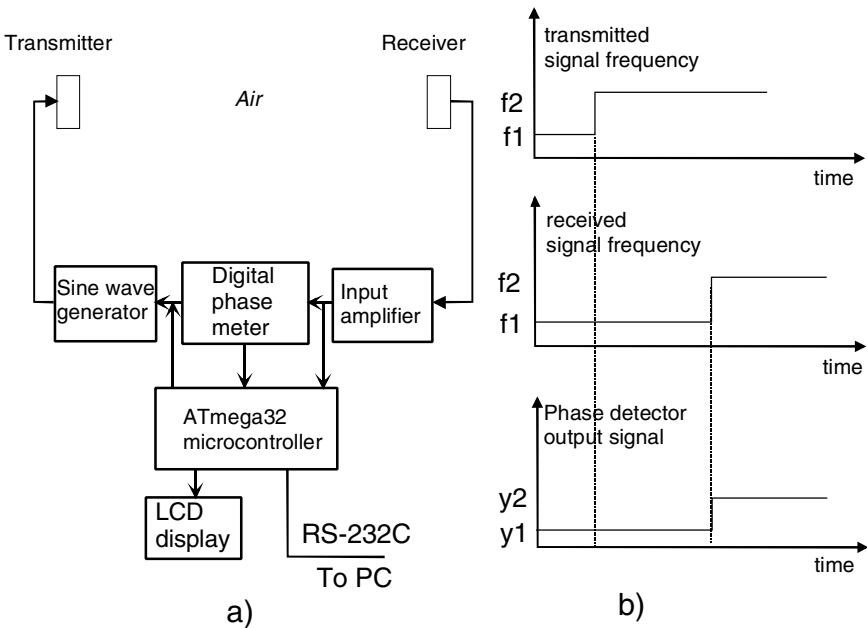 Transmitter
Receiver
Air
Sine wave
generator
Digital
phase
meter
Input
amplifier
ATmega32
microcontroller
LCD
display
RS-232C
To PC
a)
transmitted
signal frequency
f2
f1
time
received
signal frequency
f2
f1
time
Phase detector
output signal
y2
y1
time
b)